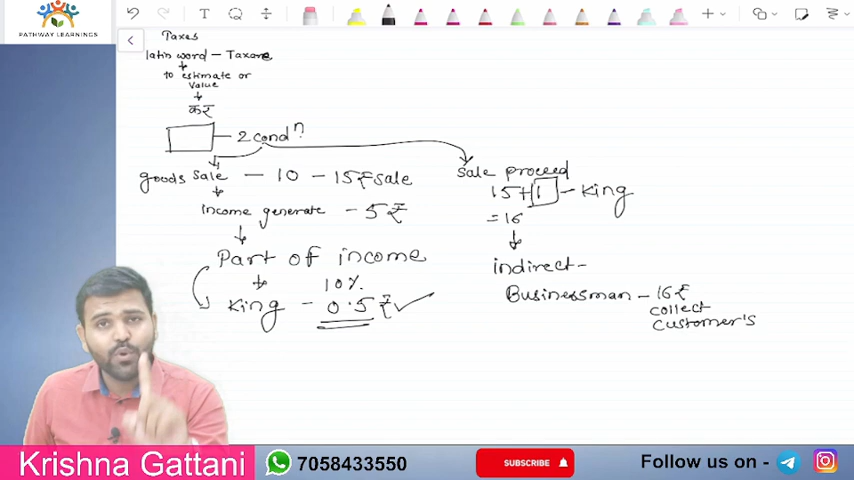 PATHWAY LEARNINGS
Taxes
latin word - Taxare
to estimate or
value
कर
2 condⁿ?
goods sale - 10 - 15₹ sale
Income generate - 5₹
Part of income
10%
King - 0.5₹
sale proceed
15+1 - King
= 16
indirect -
Businessman - 16₹
collect
customer's
Krishna Gattani
7058433550
SUBSCRIBE
Follow us on -